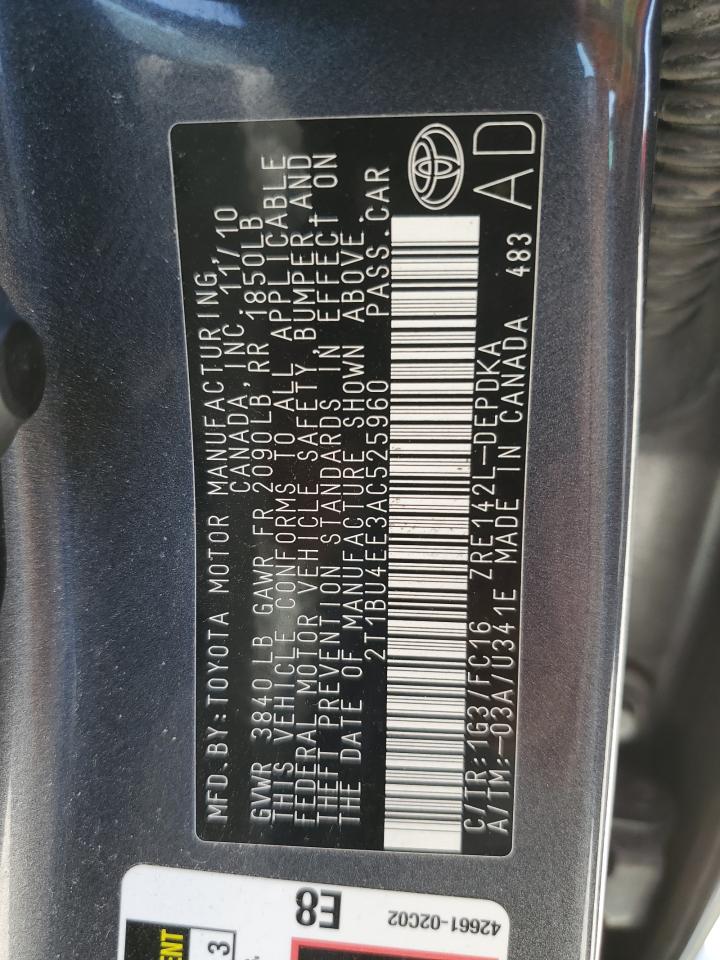 MFD.BY:TOYOTA MOTOR MANUFACTURING,
CANADA,INC. 11/10
GVWR 3840LB GAWR FR 2090LB RR 1850LB
THIS VEHICLE CONFORMS TO ALL APPLICABLE
FEDERAL MOTOR VEHICLE SAFETY, BUMPER, AND
THEFT PREVENTION STANDARDS IN EFFECT ON
THE DATE OF MANUFACTURE SHOWN ABOVE.
2T1BU4EE3AC525960 PASS.CAR
C/TR:1G3/FC16 ZRE142L-DEPDKA
A/TM:-03A/U341E MADE IN CANADA 483
AD
E8
42661-02C02
ENT
3